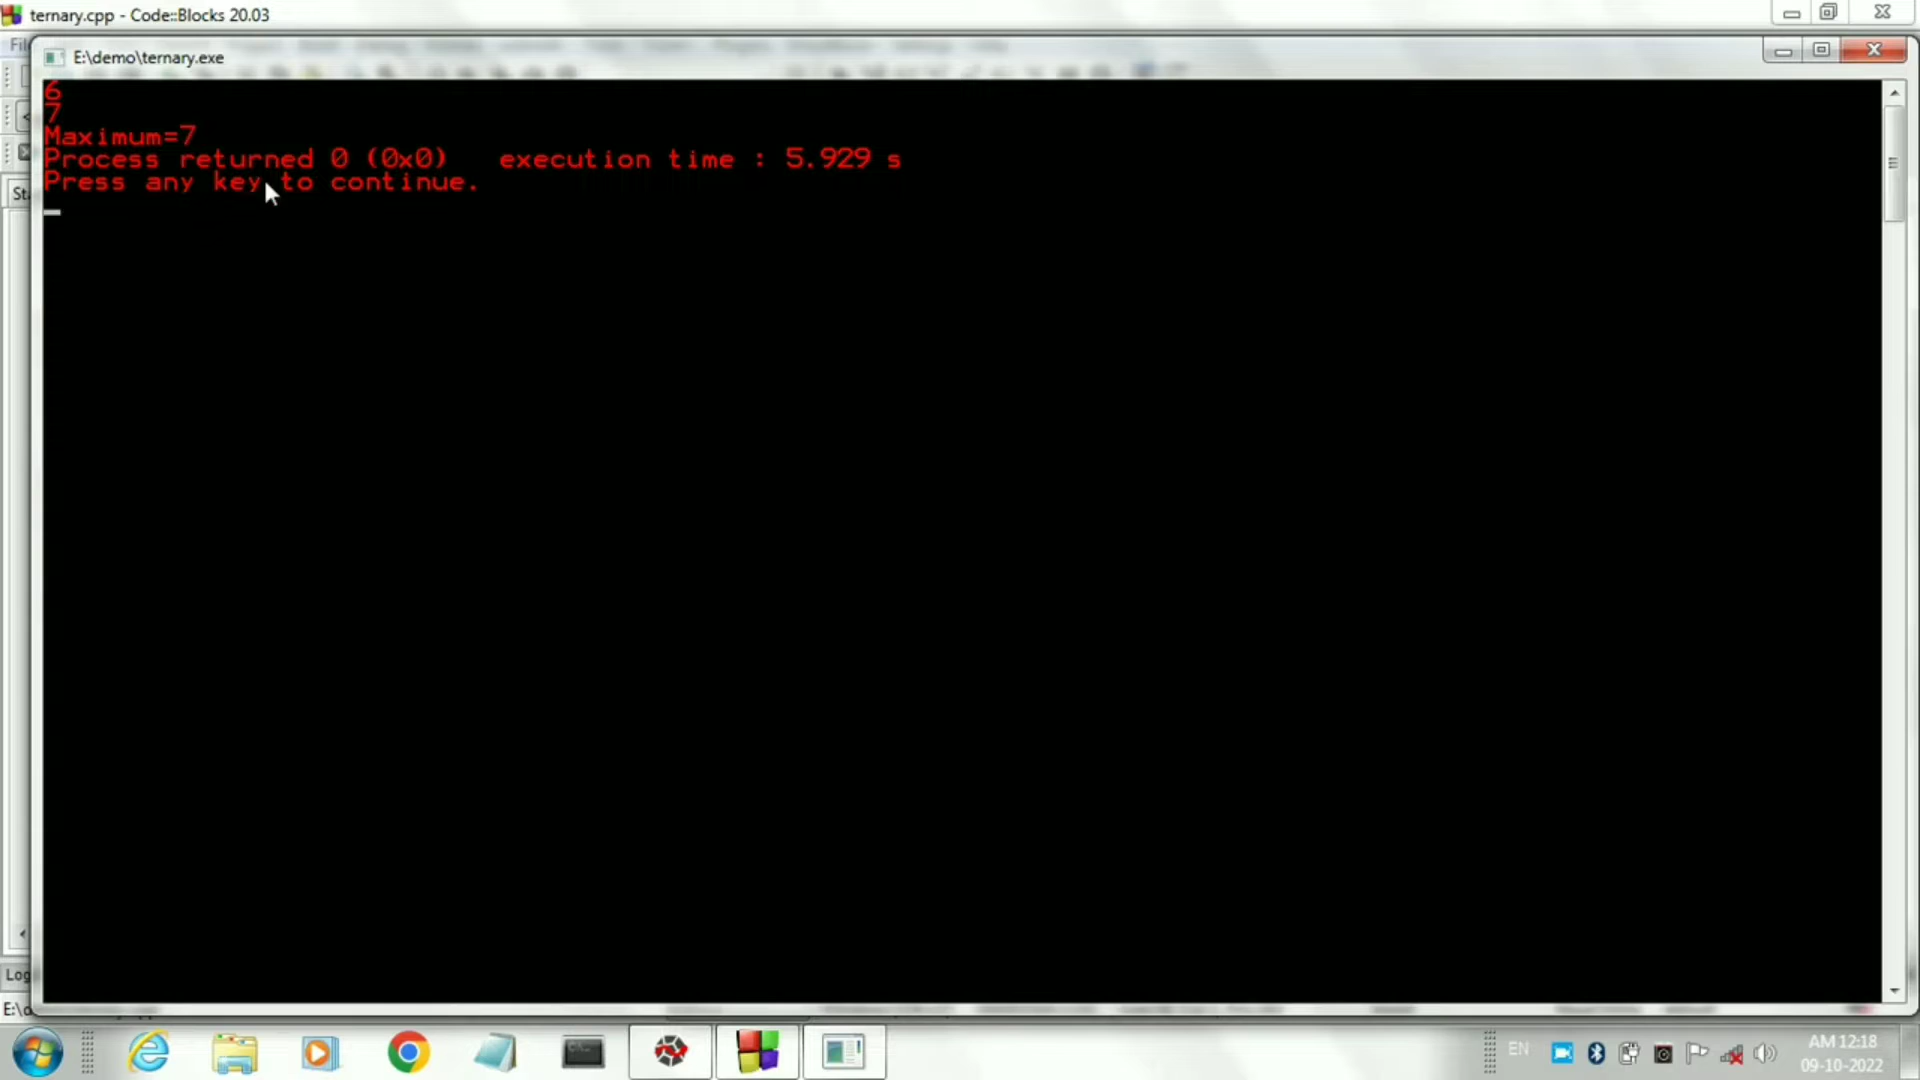 ternary.cpp - Code::Blocks 20.03
E:\demo\ternary.exe
6
7
Maximum=7
Process returned 0 (0x0)   execution time : 5.929 s
Press any key to continue.
EN
AM 12:18
09-10-2022